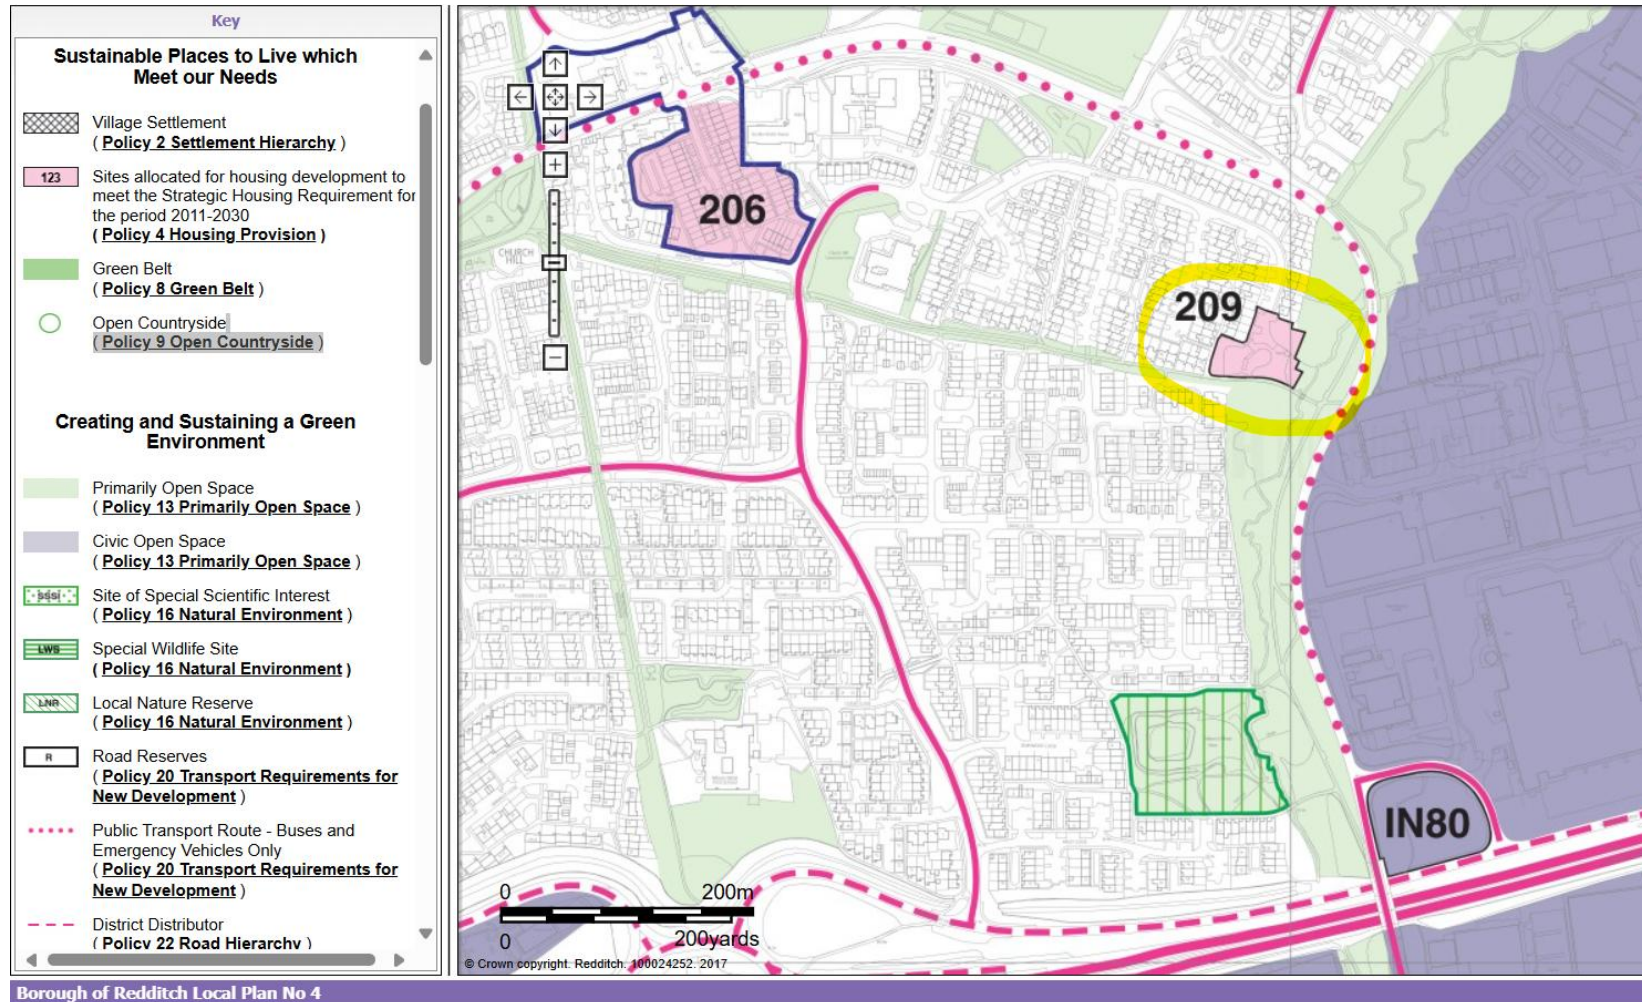 Key
Sustainable Places to Live which
Meet our Needs
Village Settlement
( Policy 2 Settlement Hierarchy )
123
Sites allocated for housing development to
meet the Strategic Housing Requirement for
the period 2011-2030
( Policy 4 Housing Provision )
Green Belt
( Policy 8 Green Belt )
Open Countryside
( Policy 9 Open Countryside )
Creating and Sustaining a Green
Environment
Primarily Open Space
( Policy 13 Primarily Open Space )
Civic Open Space
( Policy 13 Primarily Open Space )
SSSI
Site of Special Scientific Interest
( Policy 16 Natural Environment )
LWS
Special Wildlife Site
( Policy 16 Natural Environment )
LNR
Local Nature Reserve
( Policy 16 Natural Environment )
R
Road Reserves
( Policy 20 Transport Requirements for
New Development )
Public Transport Route - Buses and
Emergency Vehicles Only
( Policy 20 Transport Requirements for
New Development )
District Distributor
( Policy 22 Road Hierarchy )
206
CHURCH
HILL
209
IN80
0 200m
0 200yards
© Crown copyright. Redditch. 100024252. 2017
Borough of Redditch Local Plan No 4